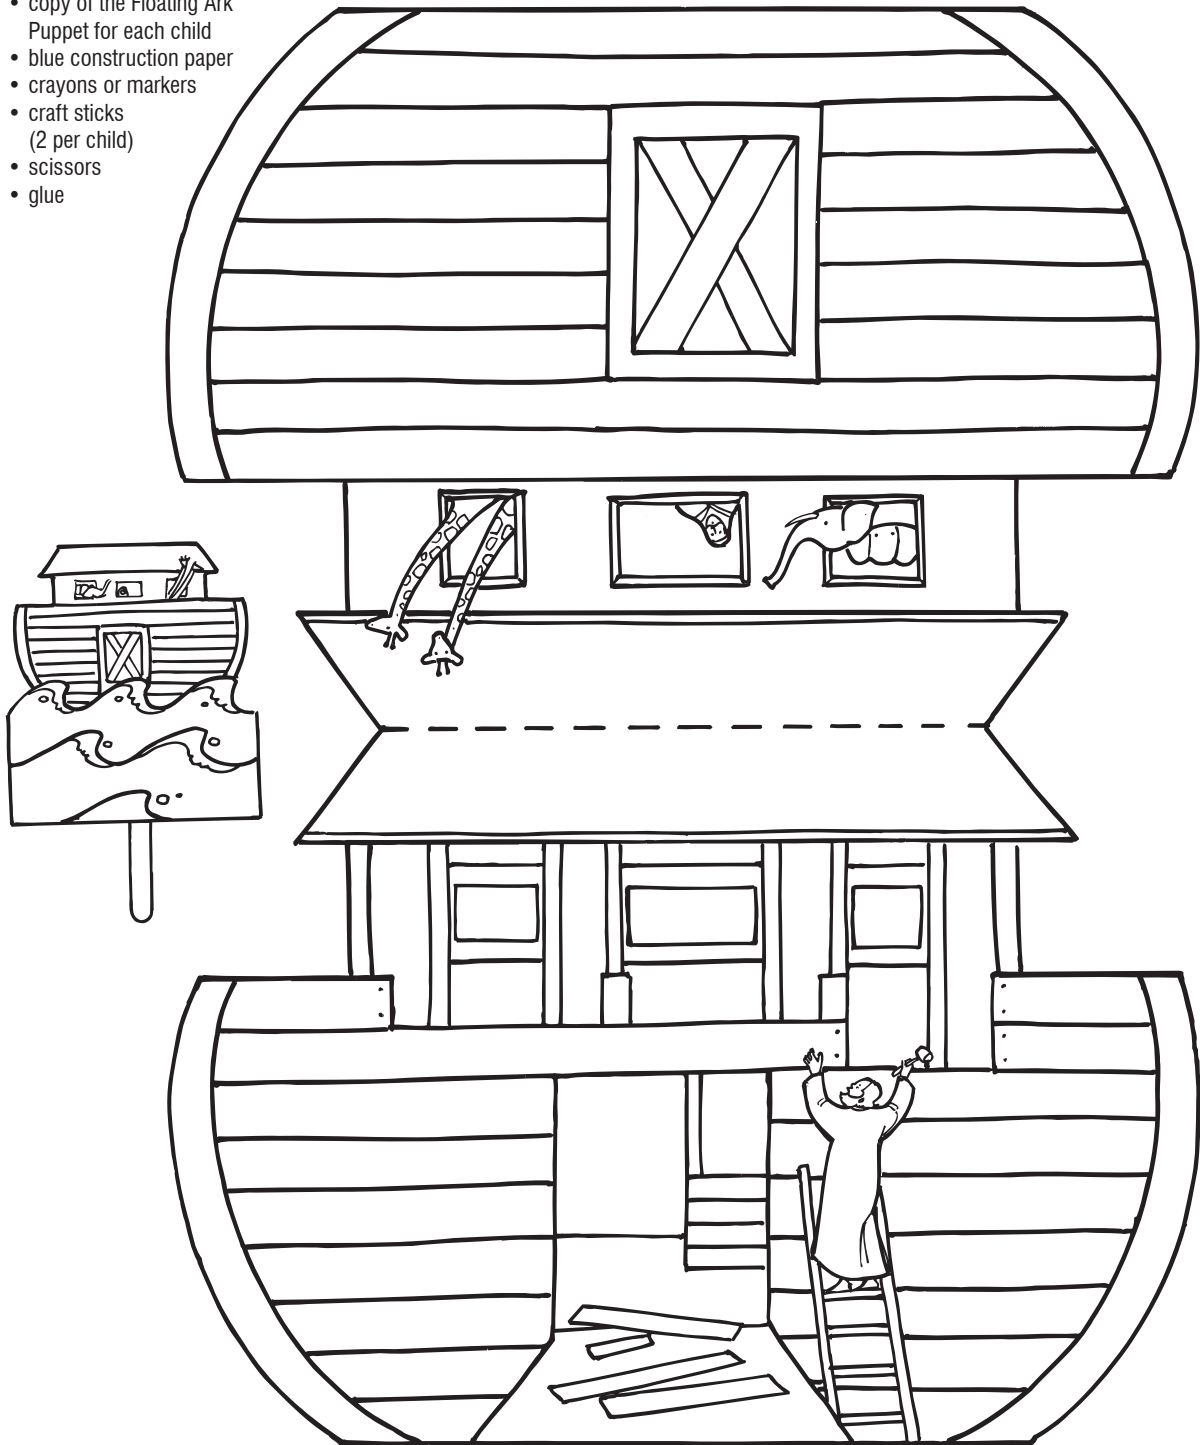 • copy of the Floating Ark
Puppet for each child
• blue construction paper
• crayons or markers
• craft sticks
(2 per child)
• scissors
• glue